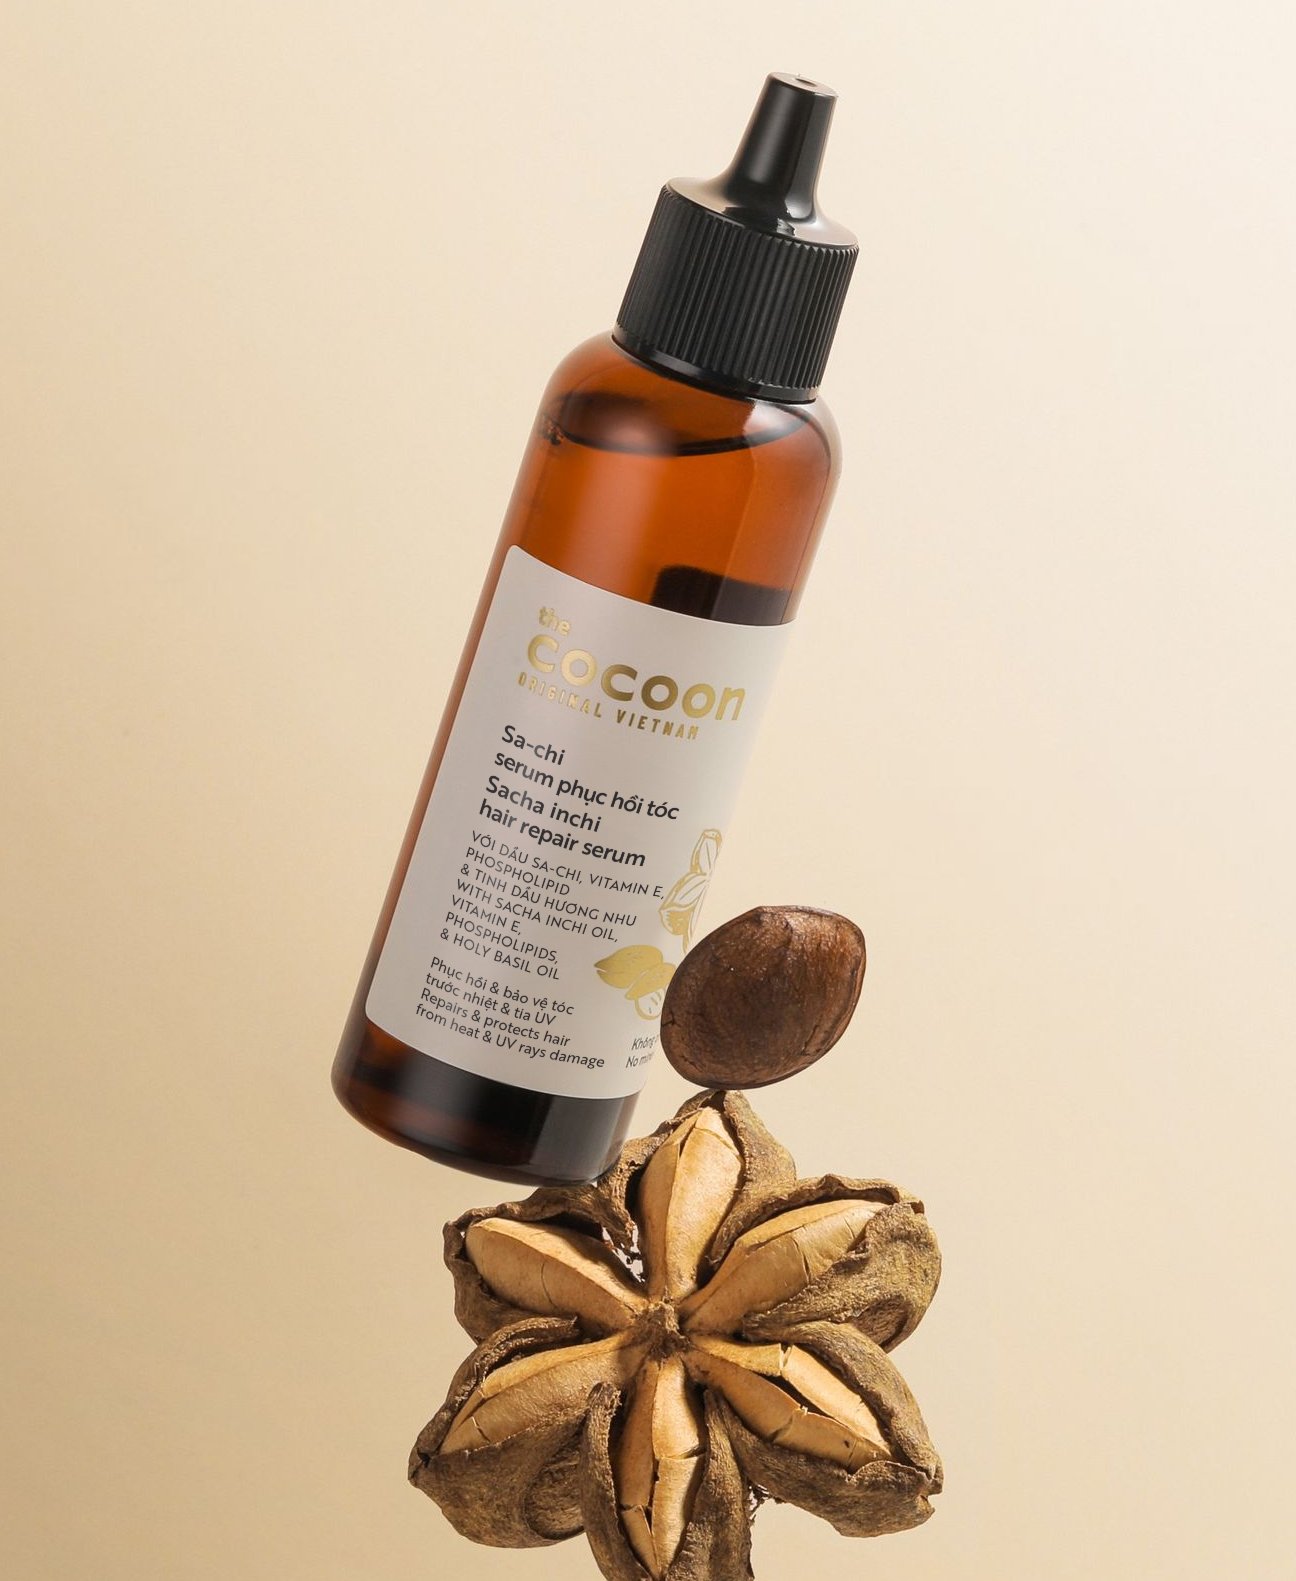 the
cocoon
ORIGINAL VIETNAM
Sa-chi
serum phục hồi tóc
Sacha inchi
hair repair serum
VỚI DẦU SA-CHI, VITAMIN E,
PHOSPHOLIPID
& TINH DẦU HƯƠNG NHU
WITH SACHA INCHI OIL,
VITAMIN E,
PHOSPHOLIPIDS,
& HOLY BASIL OIL
Phục hồi & bảo vệ tóc
trước nhiệt & tia UV
Repairs & protects hair
from heat & UV rays damage
Không
No